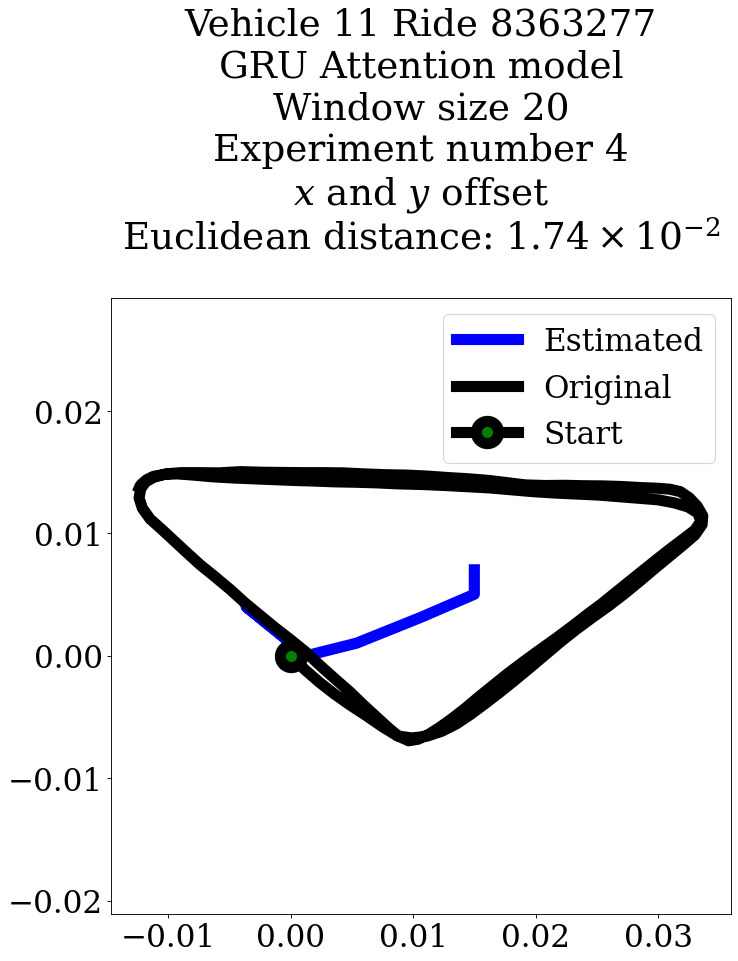 Vehicle 11 Ride 8363277
GRU Attention model
Window size 20
Experiment number 4
x and y offset
Euclidean distance: 1.74 × 10⁻²
Estimated
Original
Start
0.02
0.01
0.00
−0.01
−0.02
−0.01 0.00 0.01 0.02 0.03